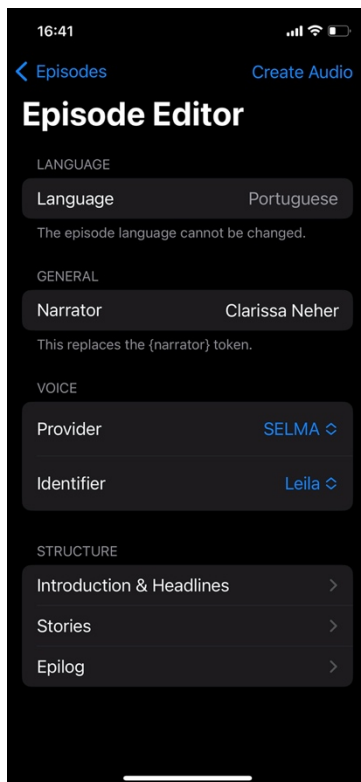 16:41
Episodes Create Audio
Episode Editor
LANGUAGE
Language Portuguese
The episode language cannot be changed.
GENERAL
Narrator Clarissa Neher
This replaces the {narrator} token.
VOICE
Provider SELMA
Identifier Leila
STRUCTURE
Introduction & Headlines
Stories
Epilog